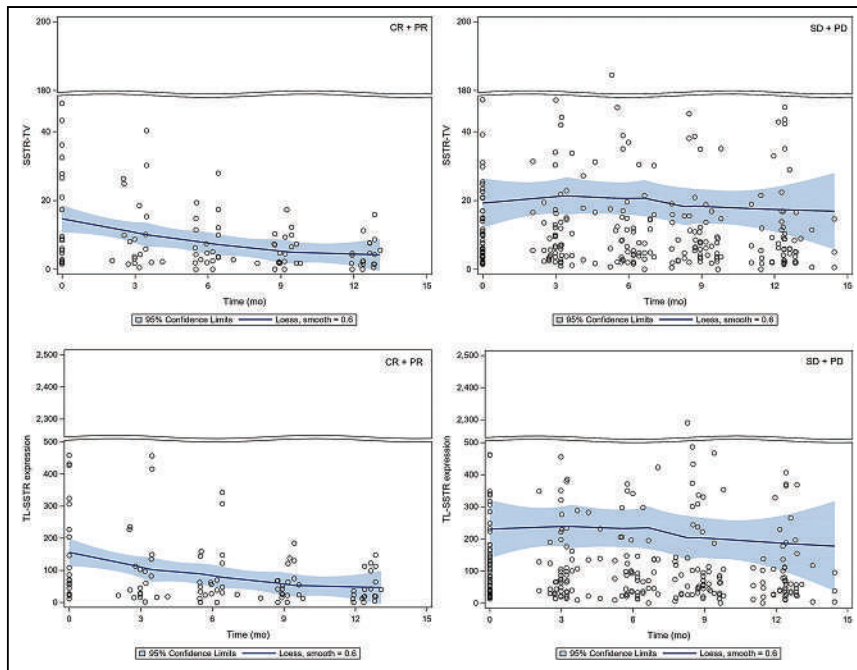 CR + PR
200
180
40
20
0
SSTR-TV
0 3 6 9 12 15
Time (mo)
95% Confidence Limits Loess, smooth = 0.6
SD + PD
200
180
40
20
0
SSTR-TV
0 3 6 9 12 15
Time (mo)
95% Confidence Limits Loess, smooth = 0.6
CR + PR
2,500
2,400
2,300
500
400
300
200
100
0
TL-SSTR expression
0 3 6 9 12 15
Time (mo)
95% Confidence Limits Loess, smooth = 0.6
SD + PD
2,500
2,400
2,300
500
400
300
200
100
0
TL-SSTR expression
0 3 6 9 12 15
Time (mo)
95% Confidence Limits Loess, smooth = 0.6